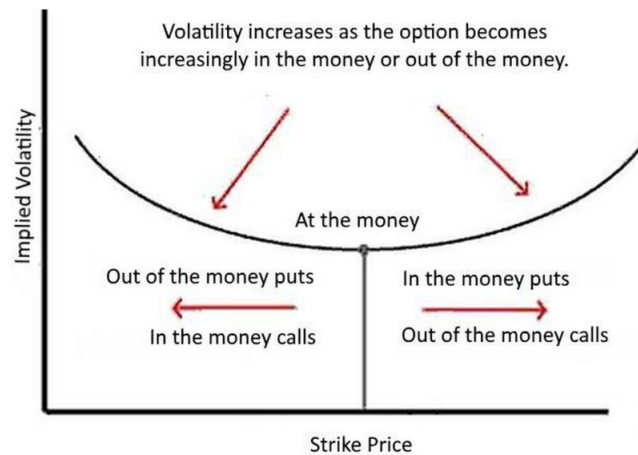 Volatility increases as the option becomes
increasingly in the money or out of the money.
Implied Volatility
At the money
Out of the money puts
In the money puts
In the money calls
Out of the money calls
Strike Price